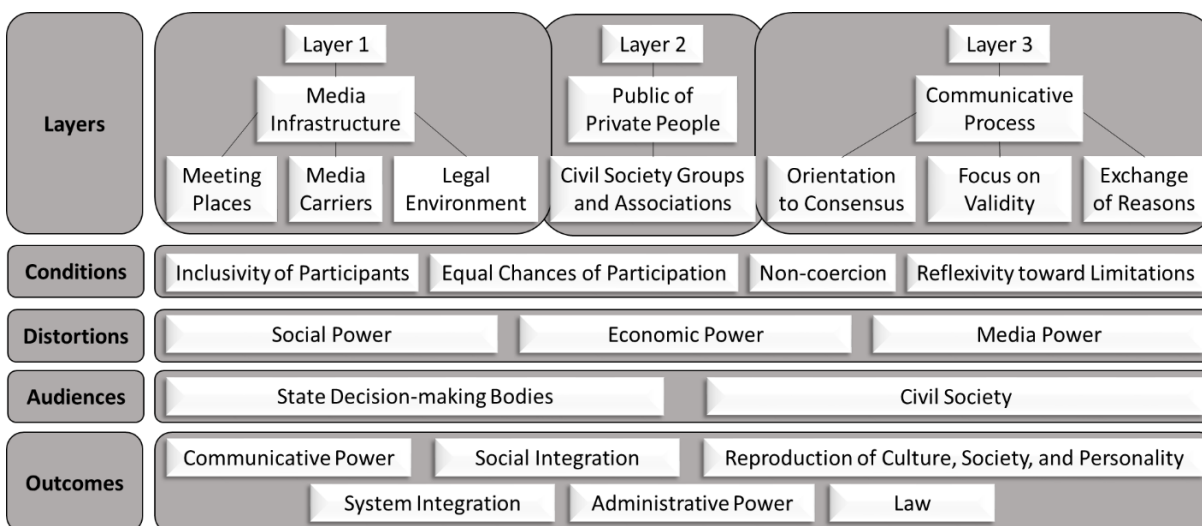 Layers
Layer 1
Media
Infrastructure
Meeting
Places
Media
Carriers
Legal
Environment
Layer 2
Public of
Private People
Civil Society Groups
and Associations
Layer 3
Communicative
Process
Orientation
to Consensus
Focus on
Validity
Exchange
of Reasons
Conditions
Inclusivity of Participants
Equal Chances of Participation
Non-coercion
Reflexivity toward Limitations
Distortions
Social Power
Economic Power
Media Power
Audiences
State Decision-making Bodies
Civil Society
Outcomes
Communicative Power
Social Integration
Reproduction of Culture, Society, and Personality
System Integration
Administrative Power
Law